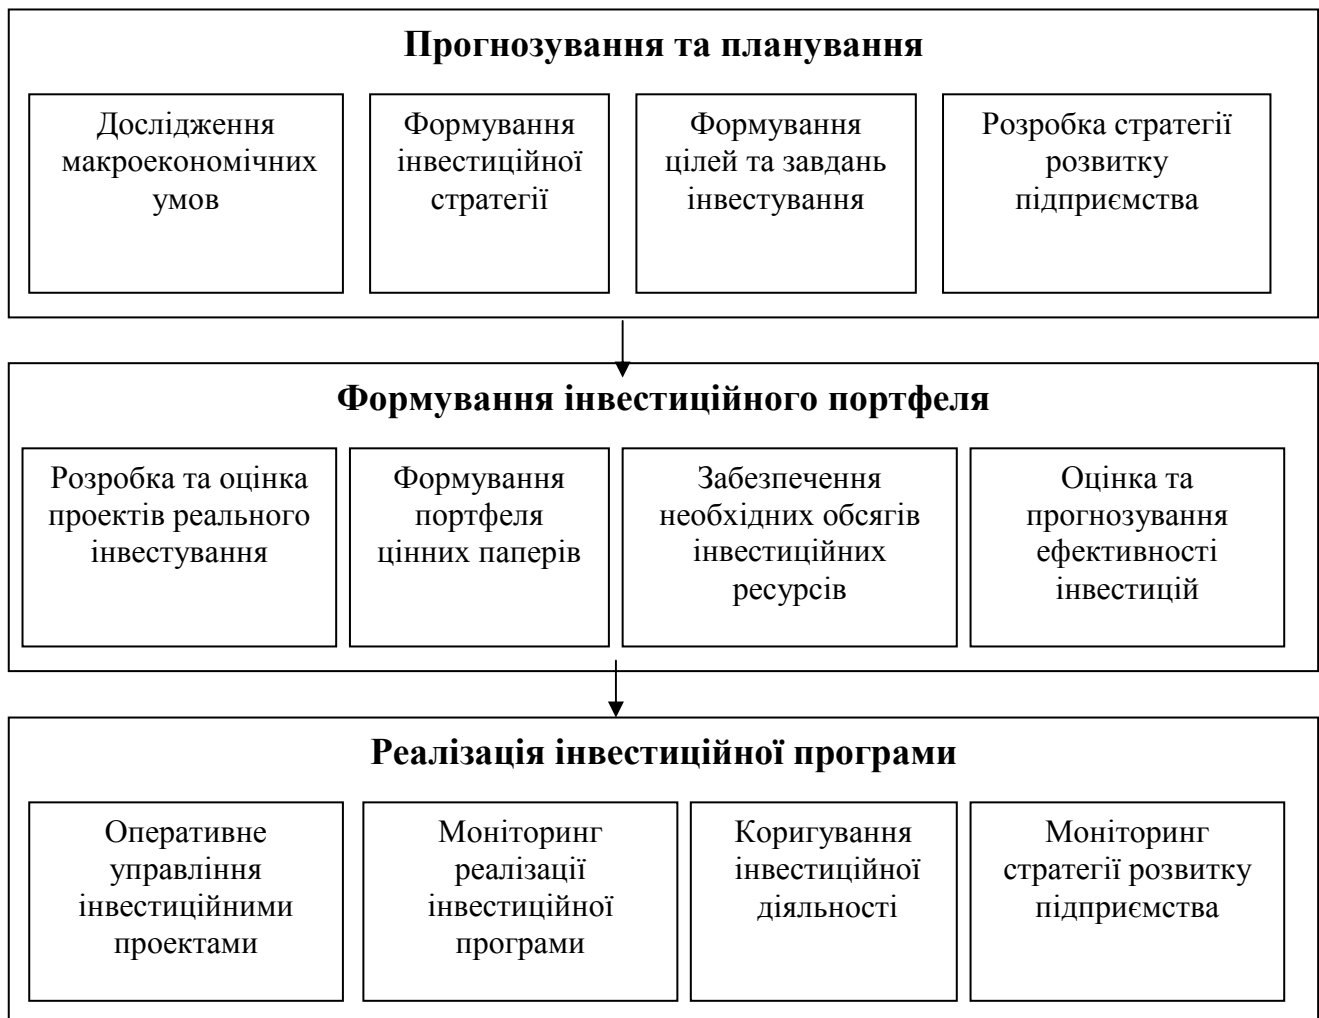 Прогнозування та планування
Дослідження
макроекономічних
умов
Формування
інвестиційної
стратегії
Формування
цілей та завдань
інвестування
Розробка стратегії
розвитку
підприємства
Формування інвестиційного портфеля
Розробка та оцінка
проектів реального
інвестування
Формування
портфеля
цінних паперів
Забезпечення
необхідних обсягів
інвестиційних
ресурсів
Оцінка та
прогнозування
ефективності
інвестицій
Реалізація інвестиційної програми
Оперативне
управління
інвестиційними
проектами
Моніторинг
реалізації
інвестиційної
програми
Коригування
інвестиційної
діяльності
Моніторинг
стратегії розвитку
підприємства